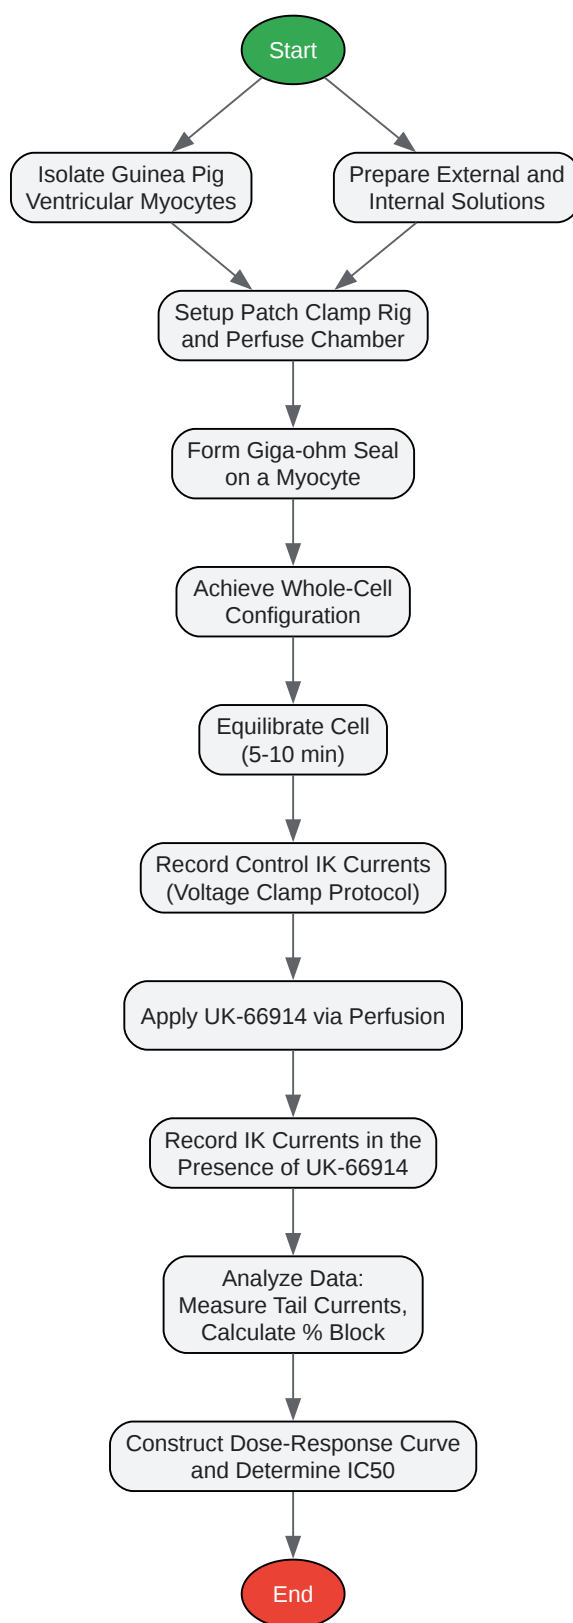 Start
Isolate Guinea Pig
Ventricular Myocytes
Prepare External and
Internal Solutions
Setup Patch Clamp Rig
and Perfuse Chamber
Form Giga-ohm Seal
on a Myocyte
Achieve Whole-Cell
Configuration
Equilibrate Cell
(5-10 min)
Record Control IK Currents
(Voltage Clamp Protocol)
Apply UK-66914 via Perfusion
Record IK Currents in the
Presence of UK-66914
Analyze Data:
Measure Tail Currents,
Calculate % Block
Construct Dose-Response Curve
and Determine IC50
End